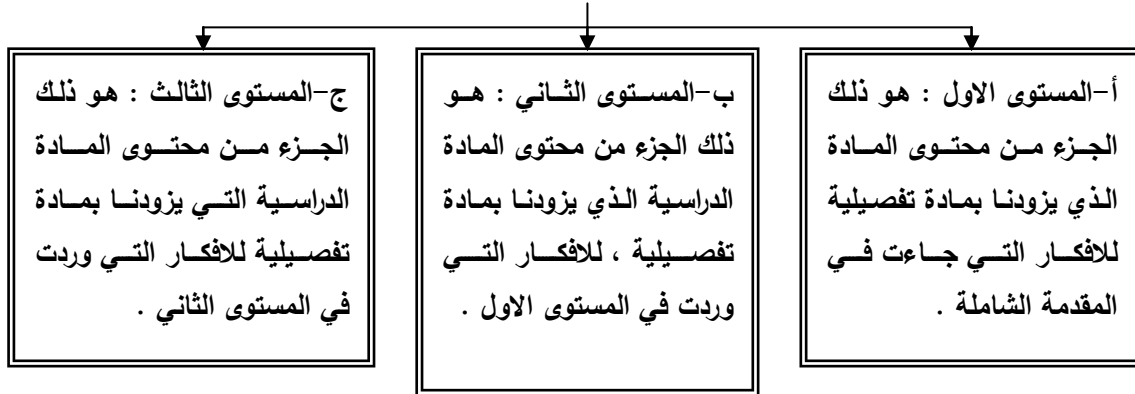 أ-المستوى الاول : هو ذلك
الجزء من محتوى المادة
الذي يزودنا بمادة تفصيلية
للافكار التي جاءت في
المقدمة الشاملة .
ب-المستوى الثاني : هو
ذلك الجزء من محتوى المادة
الدراسية الذي يزودنا بمادة
تفصيلية ، للافكار التي
وردت في المستوى الاول .
ج-المستوى الثالث : هو ذلك
الجزء من محتوى المادة
الدراسية التي يزودنا بمادة
تفصيلية للافكار التي وردت
في المستوى الثاني .